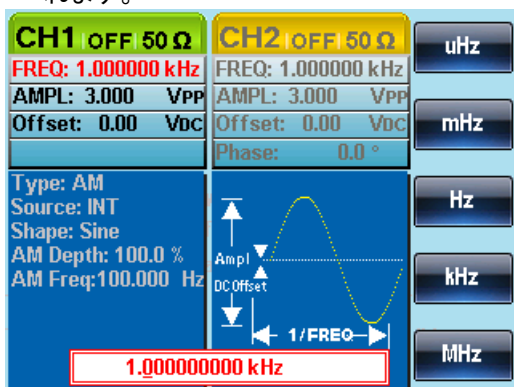 CH1 OFF 50 Ω
FREQ: 1.000000 kHz
AMPL: 3.000 VPP
Offset: 0.00 VDC
CH2 OFF 50 Ω
FREQ: 1.000000 kHz
AMPL: 3.000 VPP
Offset: 0.00 VDC
Phase: 0.0 °
Type: AM
Source: INT
Shape: Sine
AM Depth: 100.0 %
AM Freq:100.000 Hz
Ampl
DC Offset
1/FREQ
1.000000000 kHz
uHz
mHz
Hz
kHz
MHz